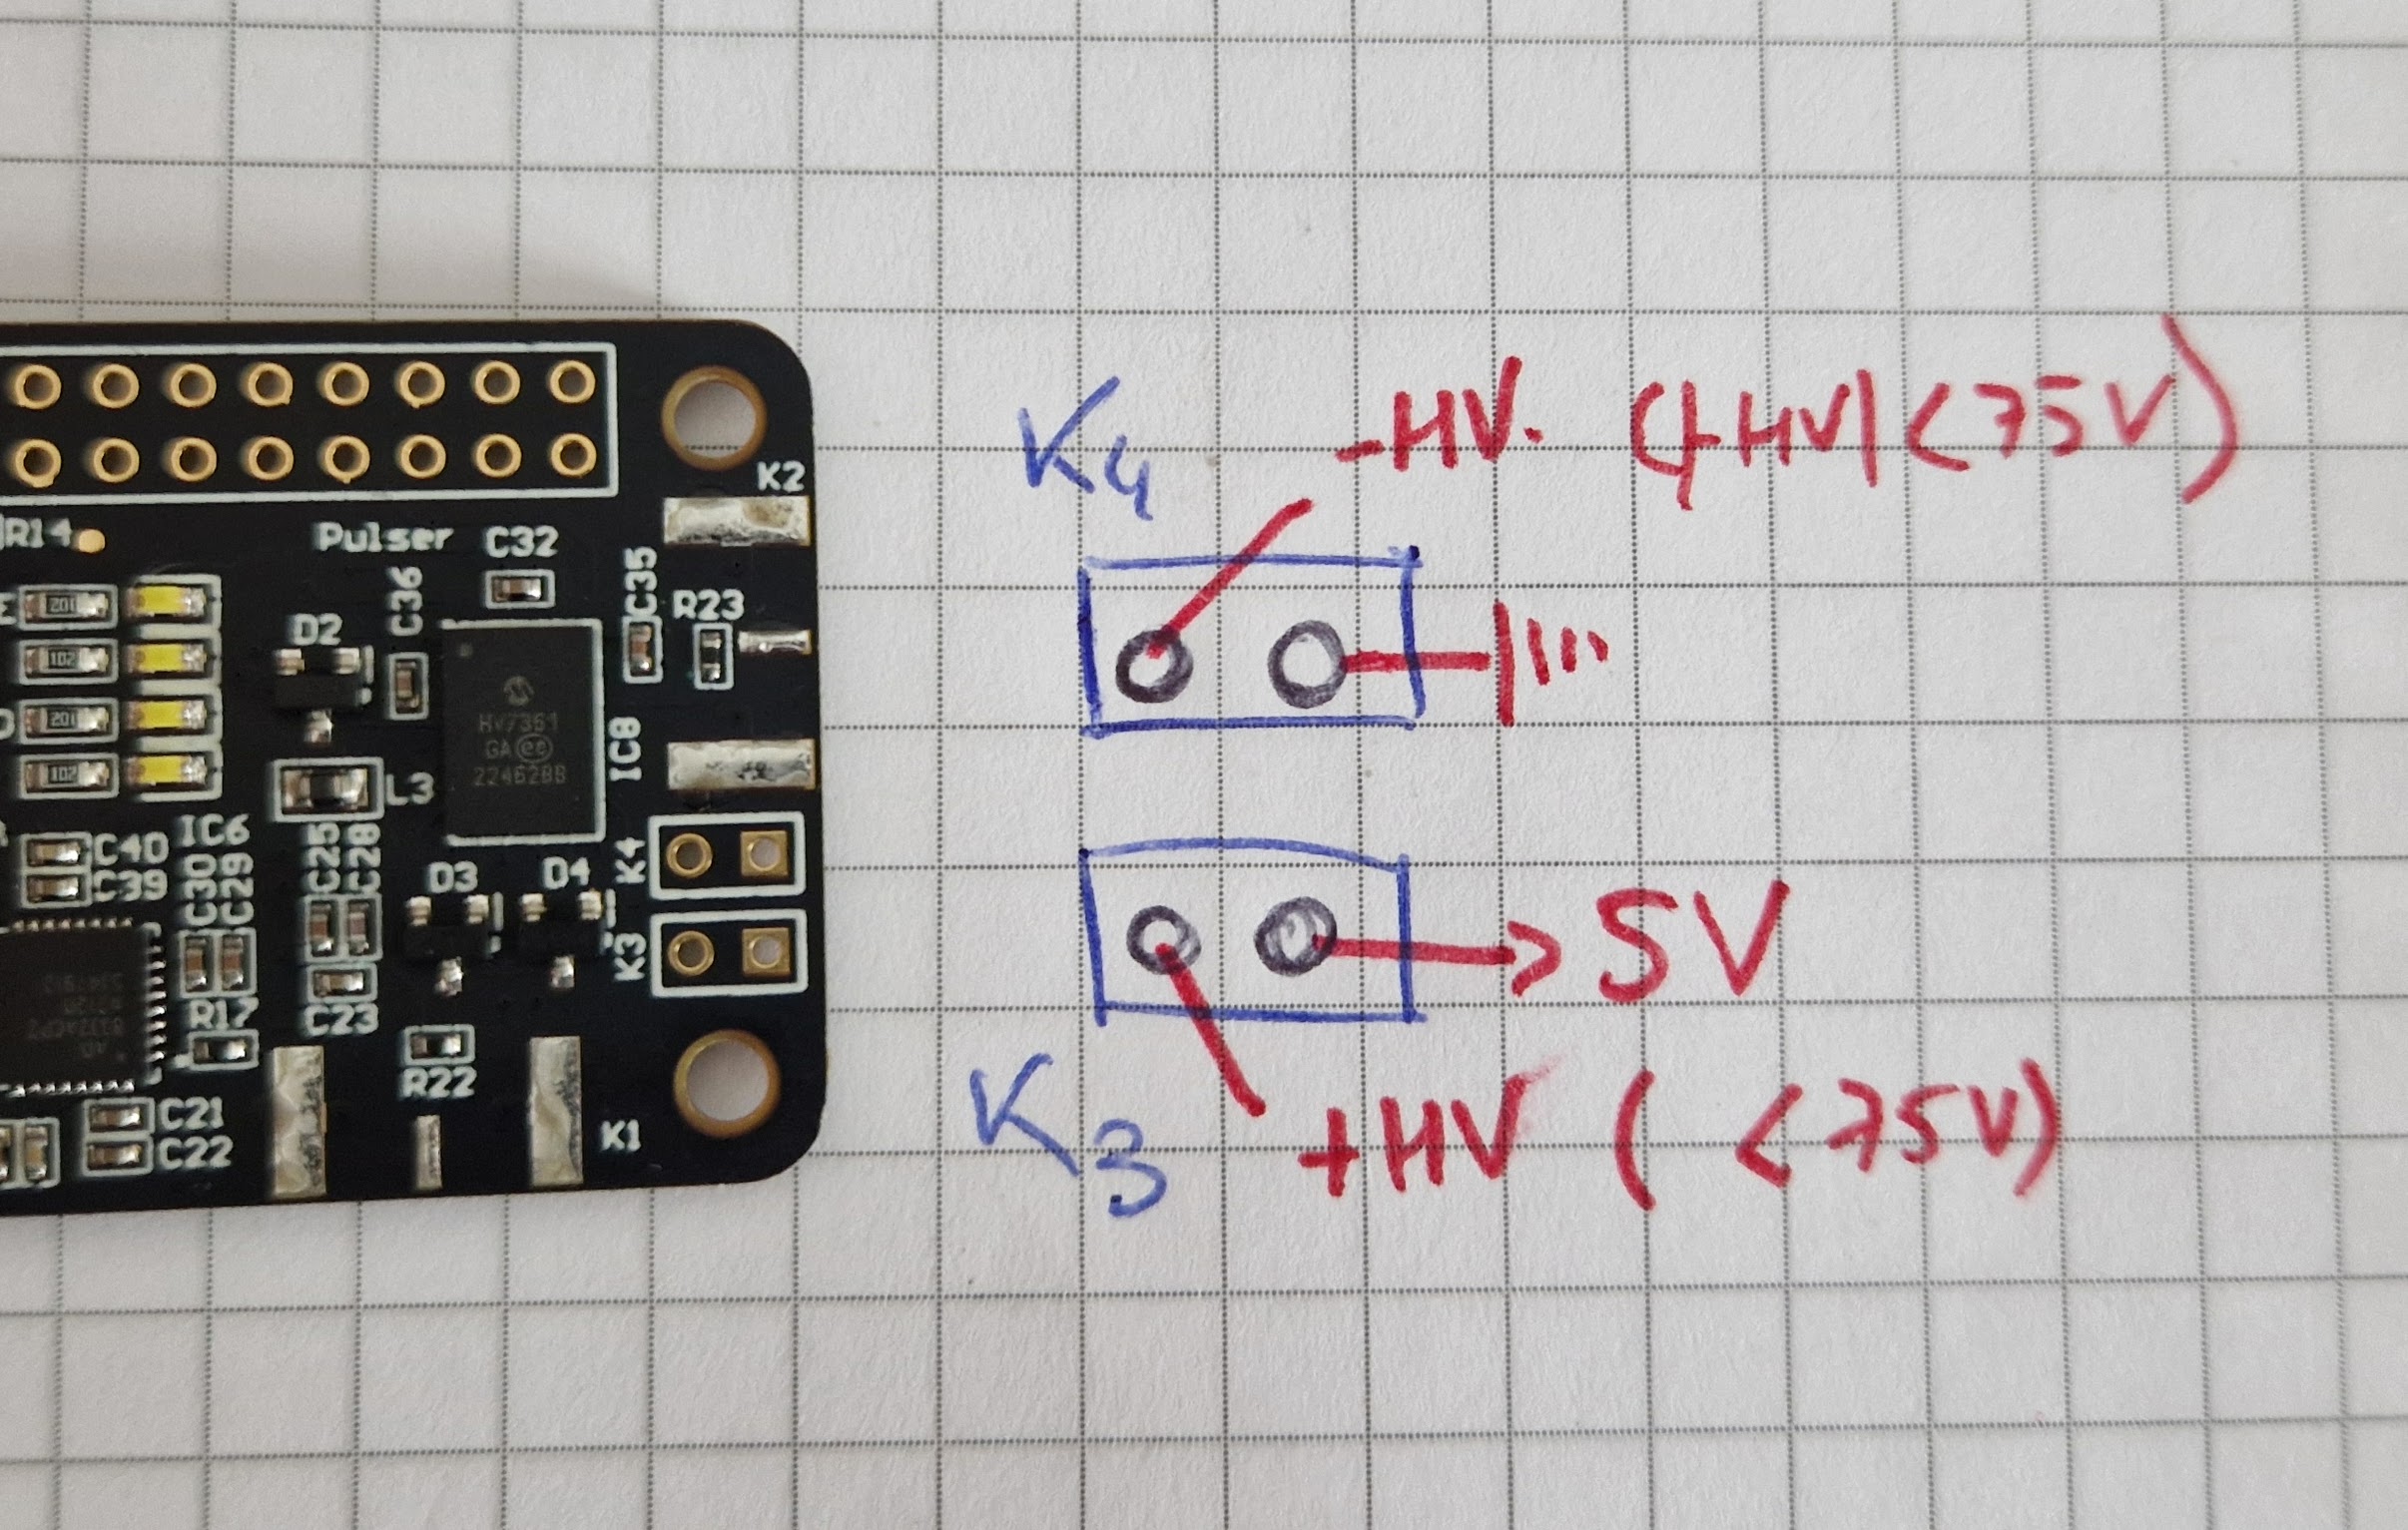 K2
R14
Pulser
C32
C36
C35
R23
201
D2
102
HV7361
GA
2246288
IC8
201
102
L3
C40
IC6
C39
C30
C29
C25
C28
D3
D4
K4
K3
R17
C23
R22
C21
C22
K1
K4
-HV. (|-HV|<75V)
5V
K3
+HV ( <75V)